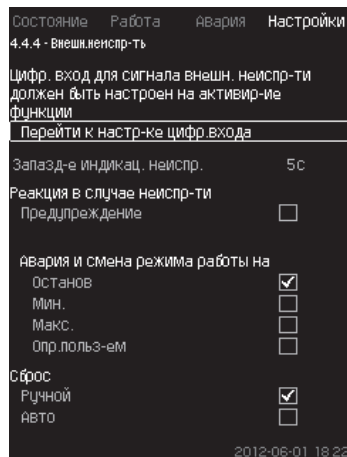 Состояние Работа Авария Настройки
4.4.4 - Внешн.неиспр-ть
Цифр. вход для сигнала внешн. неиспр-ти
должен быть настроен на активир-ие
функции
Перейти к настр-ке цифр.входа
Запазд-е индикац. неиспр. 5с
Реакция в случае неиспр-ти
Предупреждение
Авария и смена режима работы на
Останов
Мин.
Макс.
Опр.польз-ем
Сброс
Ручной
Авто
2012-06-01 18:22